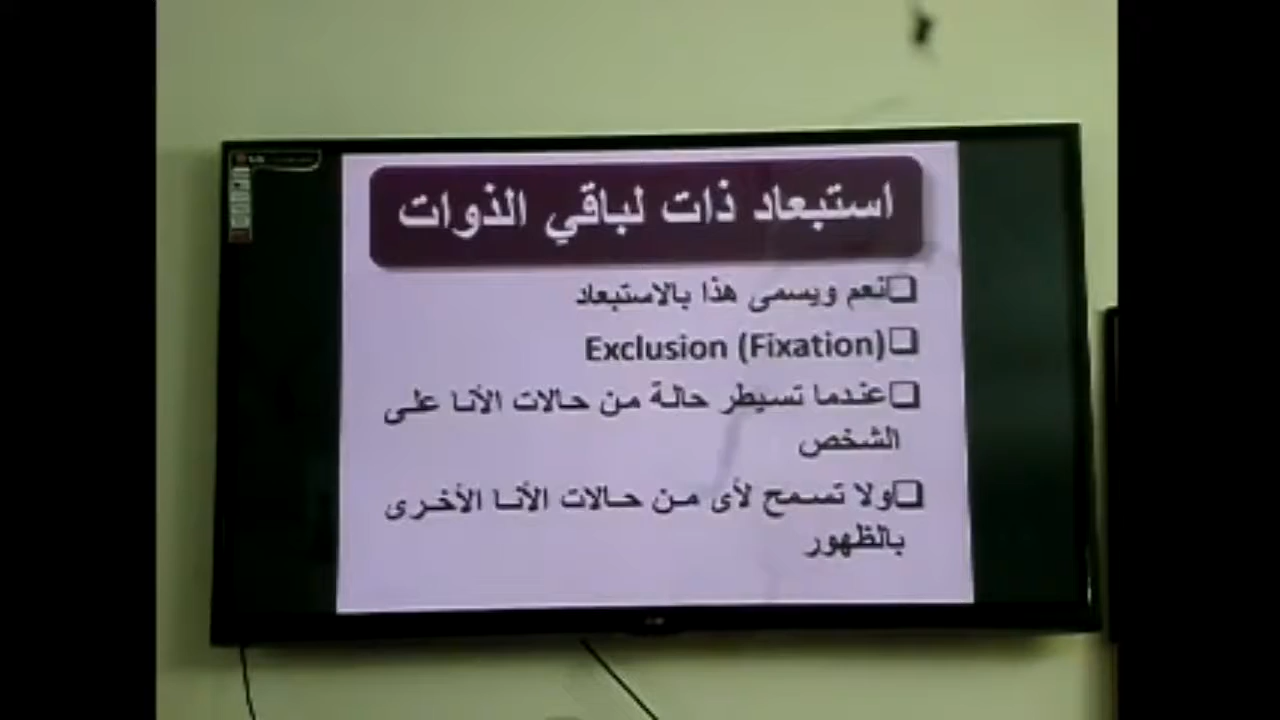 استبعاد ذات لباقي الذوات
❑نعم ويسمى هذا بالاستبعاد
❑Exclusion (Fixation)
❑عندما تسيطر حالة من حالات الأنا على
الشخص
❑ولا تسمح لأى من حالات الأنا الأخرى
بالظهور